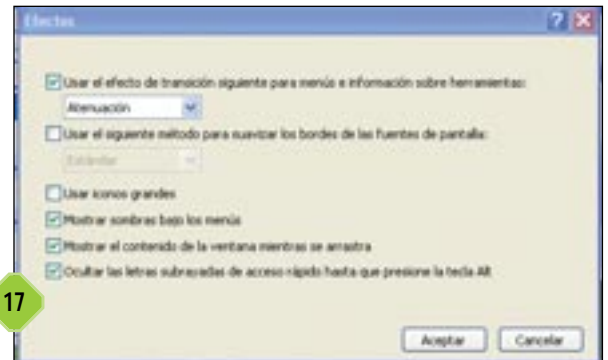 Efectos
Usar el efecto de transición siguiente para menús e información sobre herramientas:
Atenuación
Usar el siguiente método para suavizar los bordes de las fuentes de pantalla:
Estándar
Usar iconos grandes
Mostrar sombras bajo los menús
Mostrar el contenido de la ventana mientras se arrastra
Ocultar las letras subrayadas de acceso rápido hasta que presione la tecla Alt
17
Aceptar Cancelar